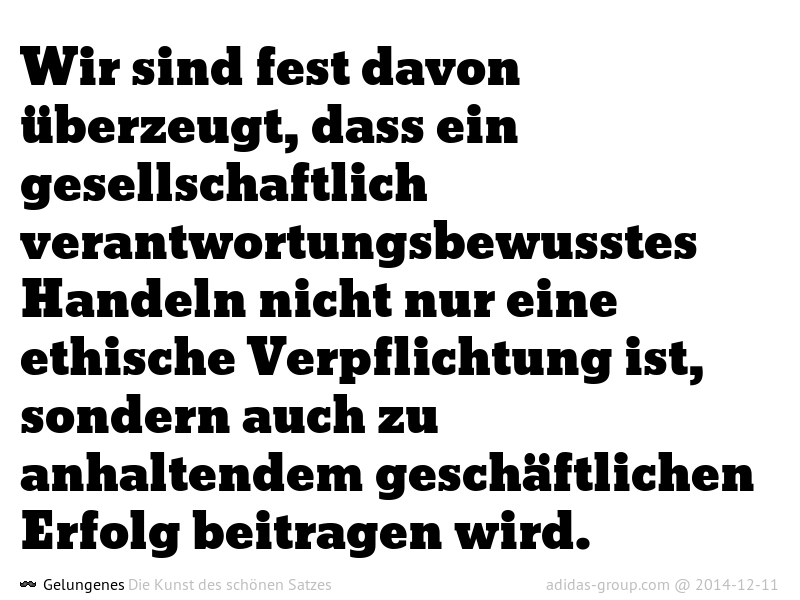 Wir sind fest davon
überzeugt, dass ein
gesellschaftlich
verantwortungsbewusstes
Handeln nicht nur eine
ethische Verpflichtung ist,
sondern auch zu
anhaltendem geschäftlichen
Erfolg beitragen wird.
Gelungenes Die Kunst des schönen Satzes adidas-group.com @ 2014-12-11